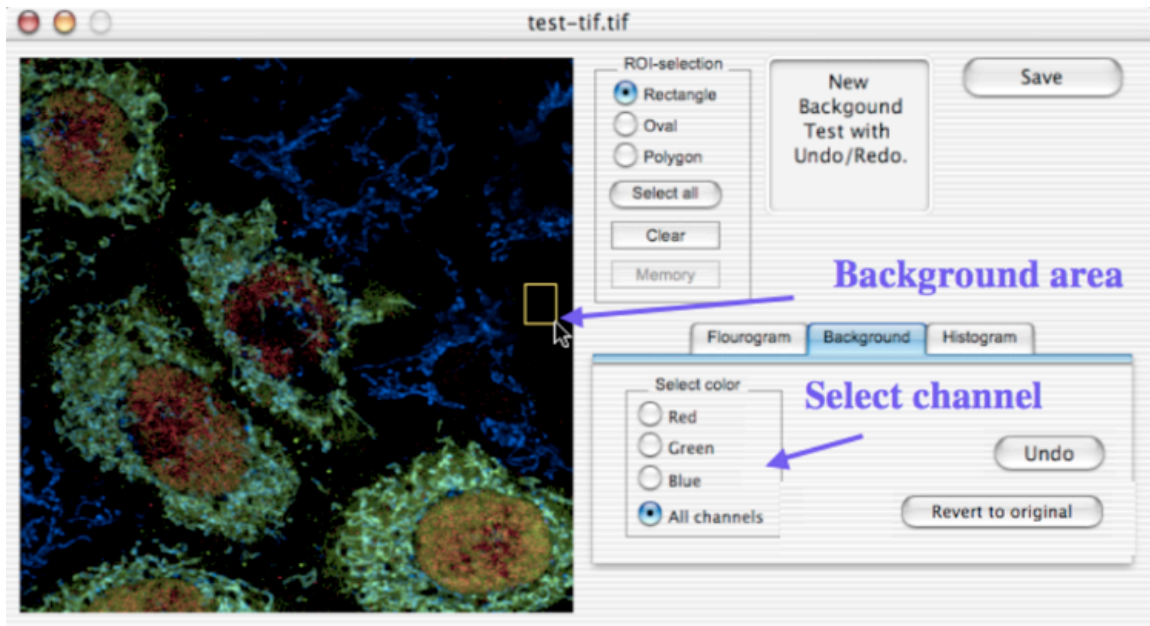 test-tif.tif
ROI-selection
Rectangle
Oval
Polygon
Select all
Clear
Memory
New
Backgound
Test with
Undo/Redo.
Save
Background area
Flourogram
Background
Histogram
Select color
Red
Green
Blue
All channels
Select channel
Undo
Revert to original